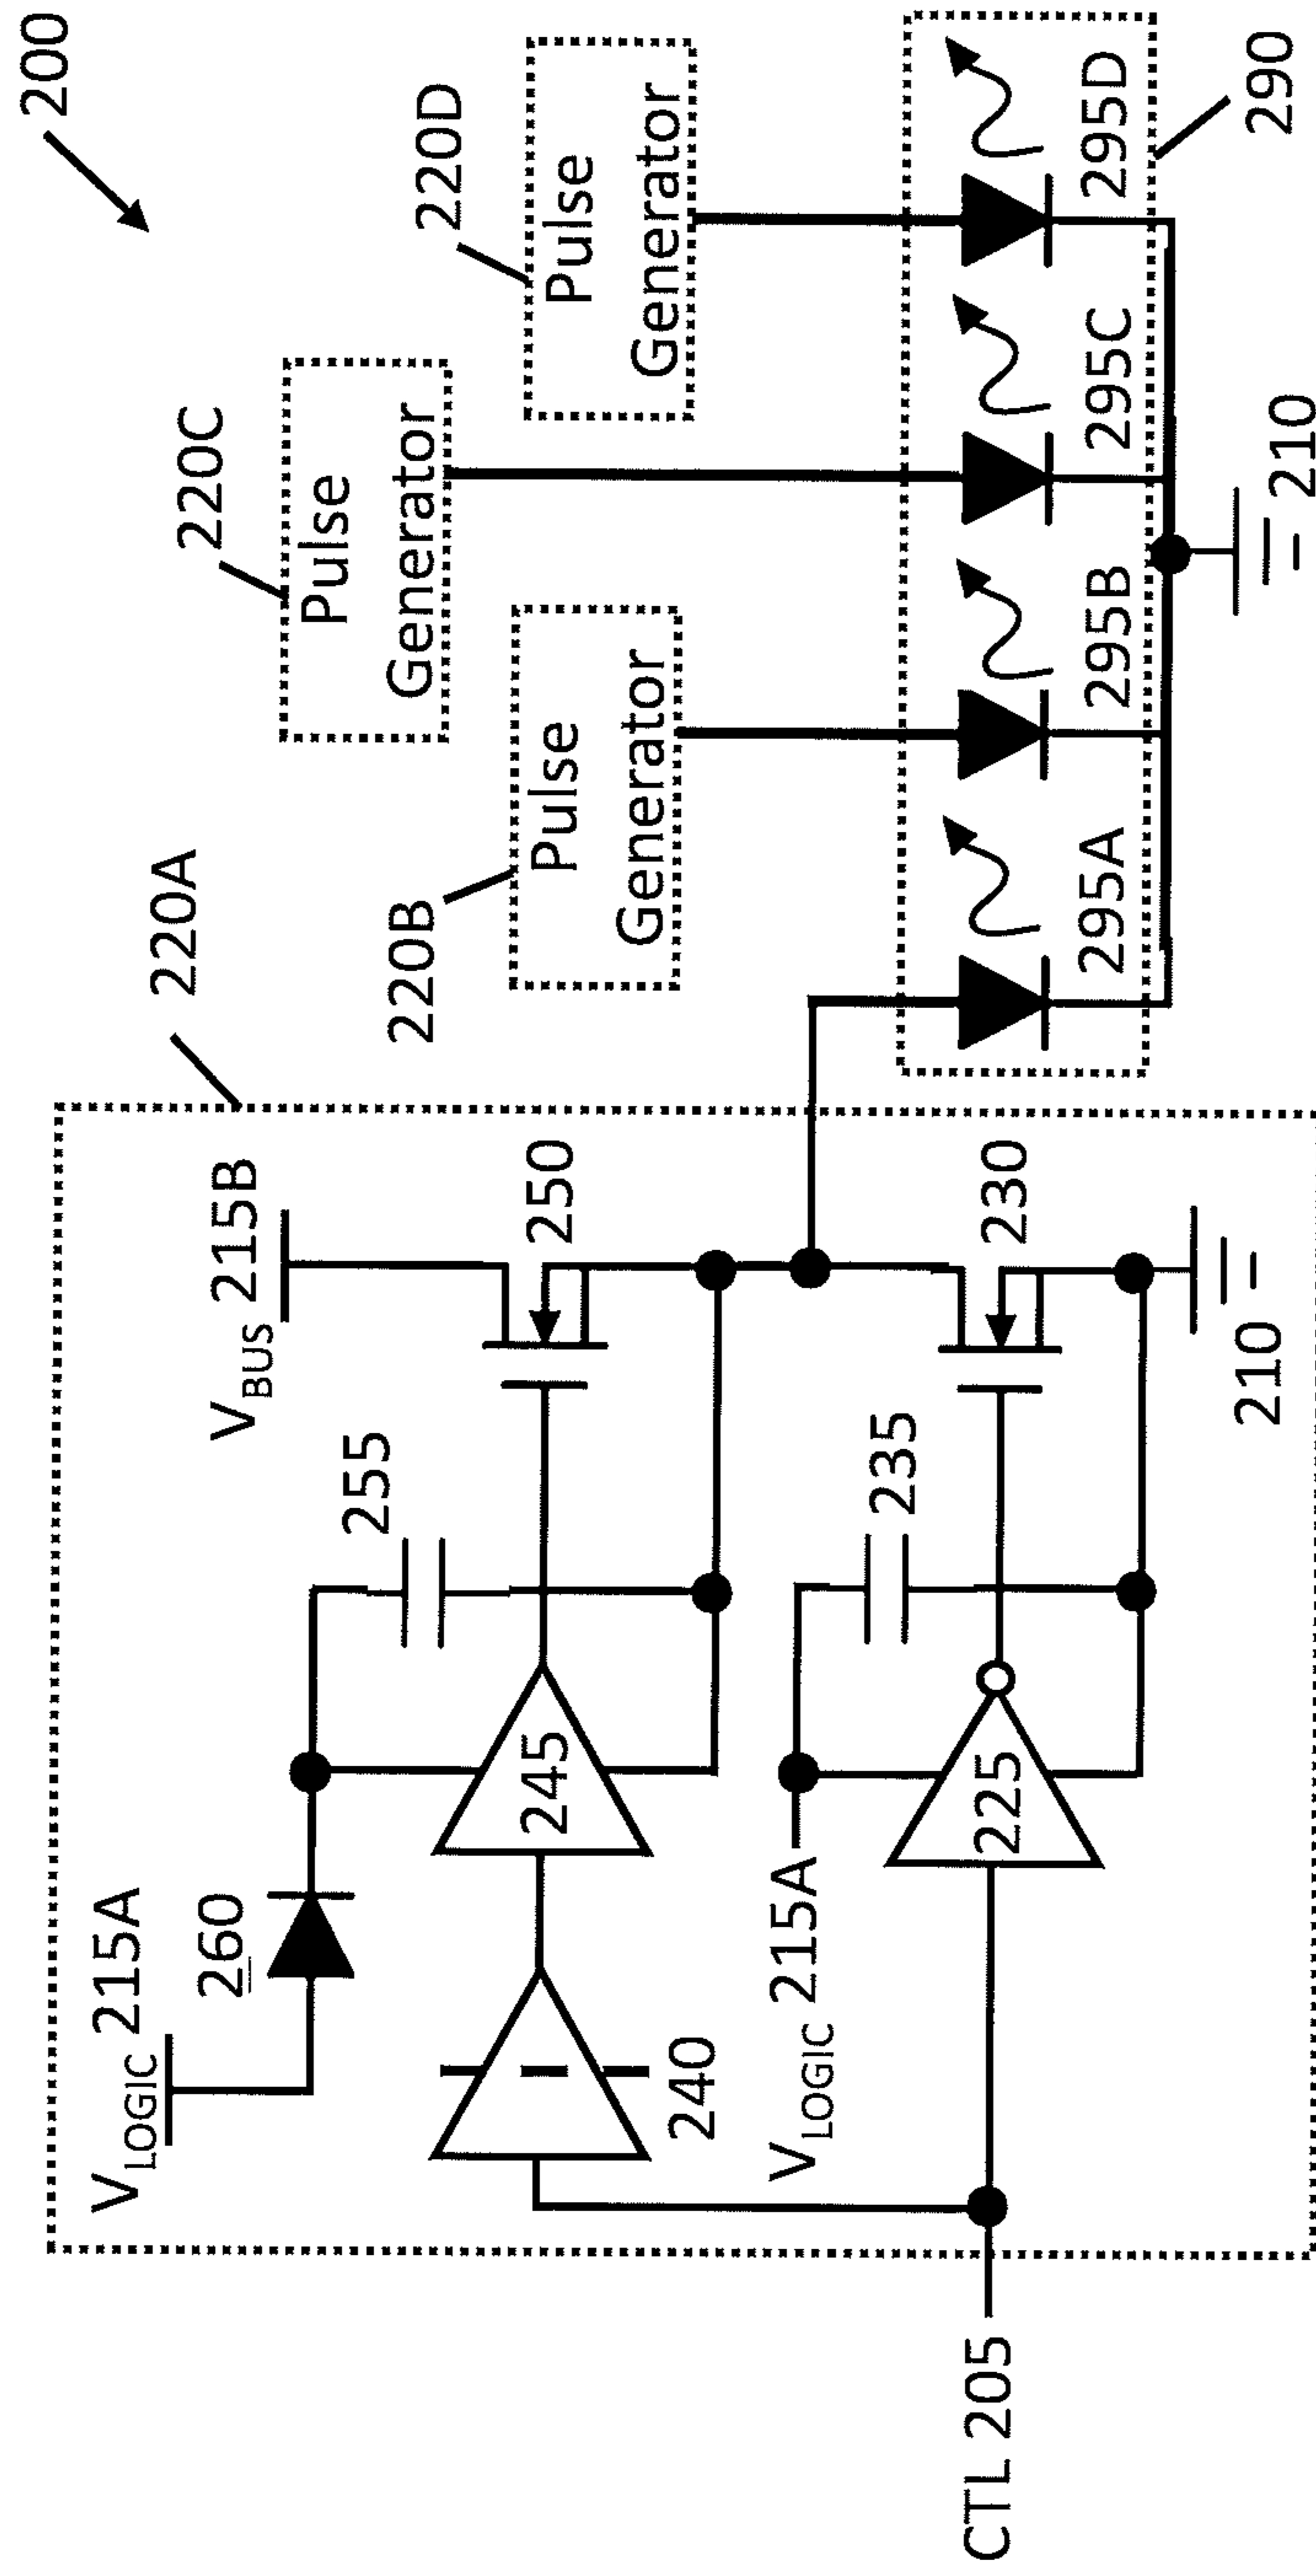 200
220A
220C
220D
220B
Pulse
Generator
Pulse
Generator
Pulse
Generator
V_LOGIC 215A
260
255
V_BUS 215B
245
250
240
V_LOGIC 215A
235
225
230
210
CTL 205
295A
295B
295C
295D
210
290